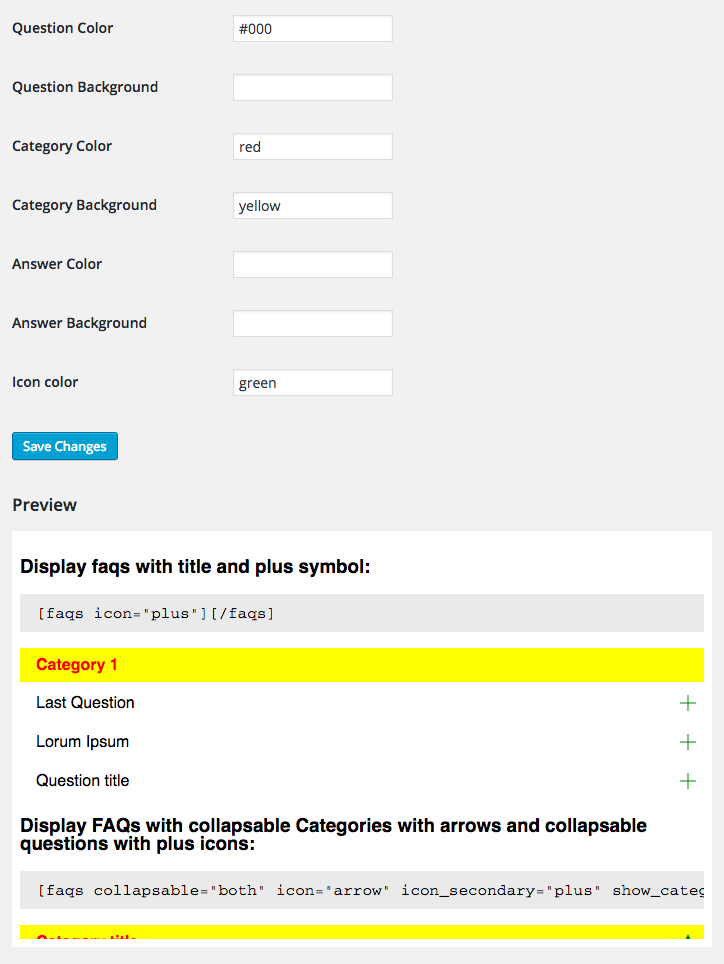 Question Color
#000
Question Background
Category Color
red
Category Background
yellow
Answer Color
Answer Background
Icon color
green
Save Changes
Preview
Display faqs with title and plus symbol:
[faqs icon="plus"][/faqs]
Category 1
Last Question
Lorum Ipsum
Question title
Display FAQs with collapsable Categories with arrows and collapsable
questions with plus icons:
[faqs collapsable="both" icon="arrow" icon_secondary="plus" show_categ
Category title